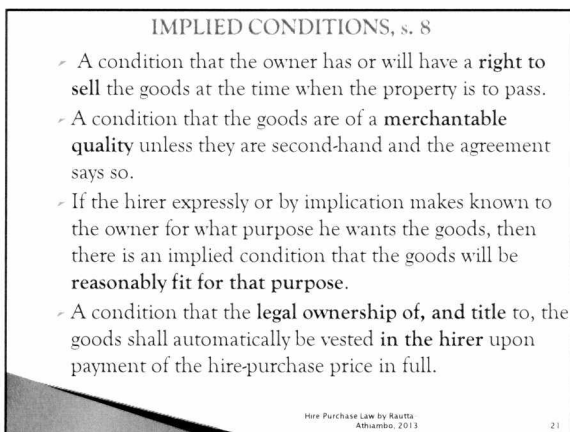 IMPLIED CONDITIONS, s. 8
A condition that the owner has or will have a right to
sell the goods at the time when the property is to pass.
A condition that the goods are of a merchantable
quality unless they are second-hand and the agreement
says so.
If the hirer expressly or by implication makes known to
the owner for what purpose he wants the goods, then
there is an implied condition that the goods will be
reasonably fit for that purpose.
A condition that the legal ownership of, and title to, the
goods shall automatically be vested in the hirer upon
payment of the hire-purchase price in full.
Hire Purchase Law by Rautta
Athiambo, 2013
21